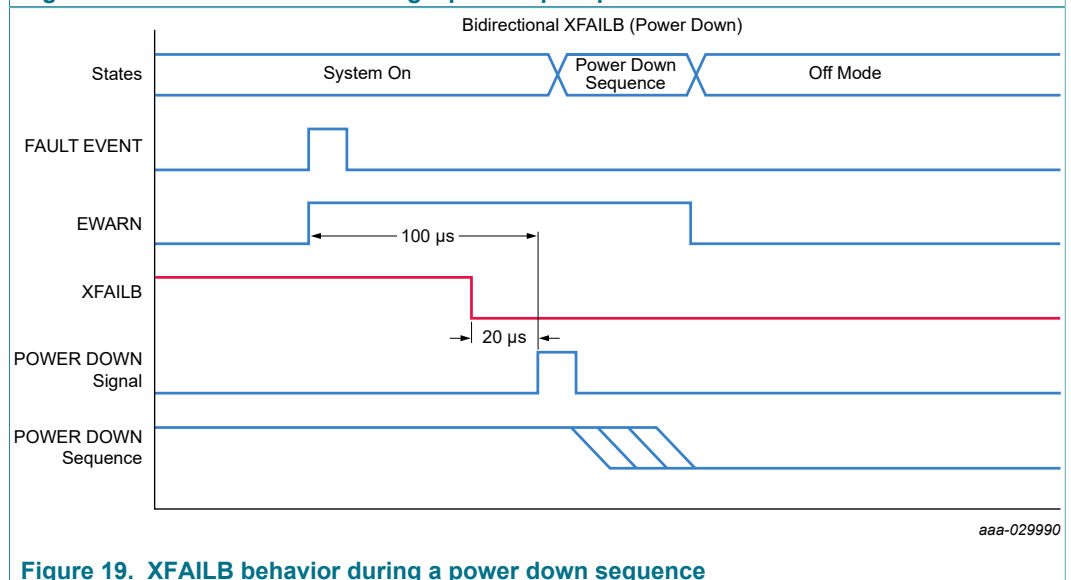 Bidirectional XFAILB (Power Down)
States
System On
Power Down
Sequence
Off Mode
FAULT EVENT
EWARN
100 µs
XFAILB
20 µs
POWER DOWN
Signal
POWER DOWN
Sequence
aaa-029990
Figure 19. XFAILB behavior during a power down sequence